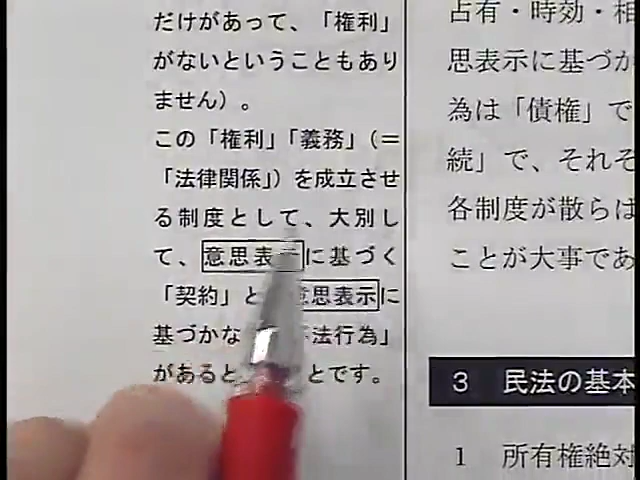 だけがあって、「権利」
がないということもあり
ません）。
この「権利」「義務」（＝
「法律関係」）を成立させ
る制度として、大別し
て、意思表示に基づく
「契約」と 意思表示に
基づかな 不法行為」
があると とです。
占有・時効・相
思表示に基づか
為は「債権」で
続」で、それぞ
各制度が散らは
ことが大事であ
3 民法の基本
1 所有権絶対